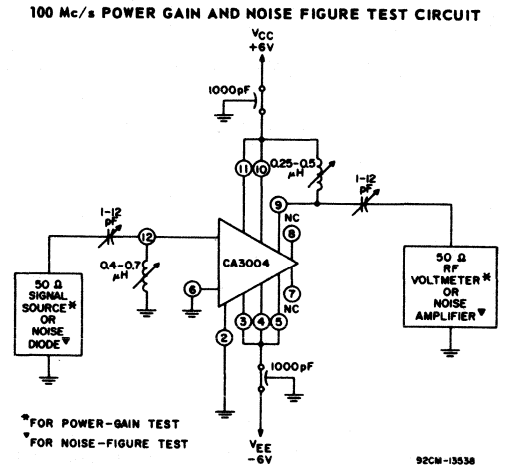 100 Mc/s POWER GAIN AND NOISE FIGURE TEST CIRCUIT
VCC
+6V
1000pF
11
10
0.25-0.5
μH
1-12
pF
9
NC
8
1-12
pF
12
CA3004
0.4-0.7
μH
6
7
NC
50 Ω
SIGNAL
SOURCE*
OR
NOISE
DIODE▼
50 Ω
RF
VOLTMETER*
OR
NOISE
AMPLIFIER▼
2
3
4
5
1000pF
*FOR POWER-GAIN TEST
▼FOR NOISE-FIGURE TEST
VEE
-6V
92CM-13538